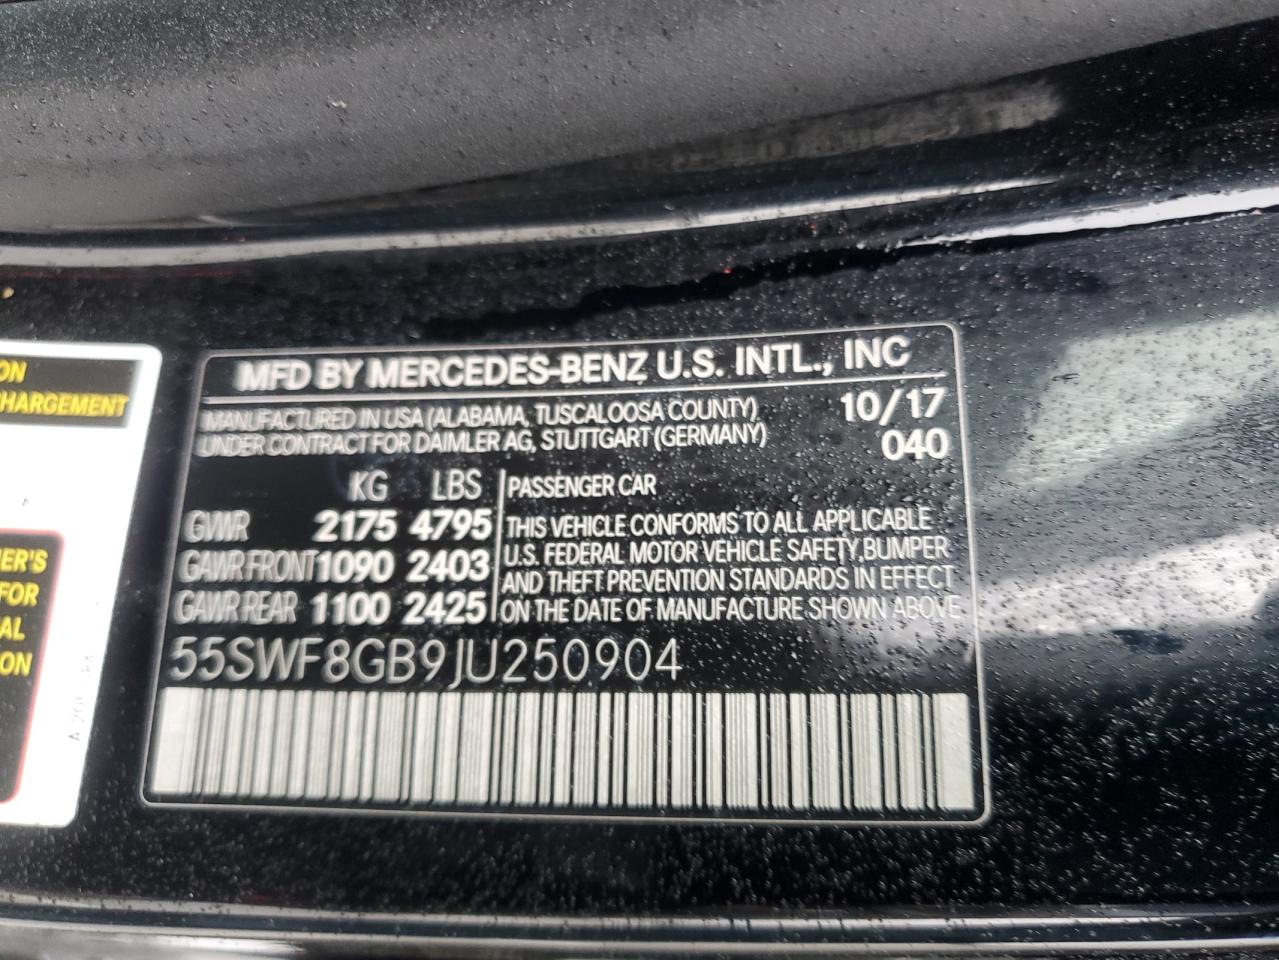 MFD BY MERCEDES-BENZ U.S. INTL., INC
MANUFACTURED IN USA (ALABAMA, TUSCALOOSA COUNTY) 10/17
UNDER CONTRACT FOR DAIMLER AG, STUTTGART (GERMANY) 040
KG LBS
GVWR 2175 4795
GAWR FRONT 1090 2403
GAWR REAR 1100 2425
PASSENGER CAR
THIS VEHICLE CONFORMS TO ALL APPLICABLE
U.S. FEDERAL MOTOR VEHICLE SAFETY, BUMPER
AND THEFT PREVENTION STANDARDS IN EFFECT
ON THE DATE OF MANUFACTURE SHOWN ABOVE
55SWF8GB9JU250904
ON
HARGEMENT
ER'S
FOR
AL
ON